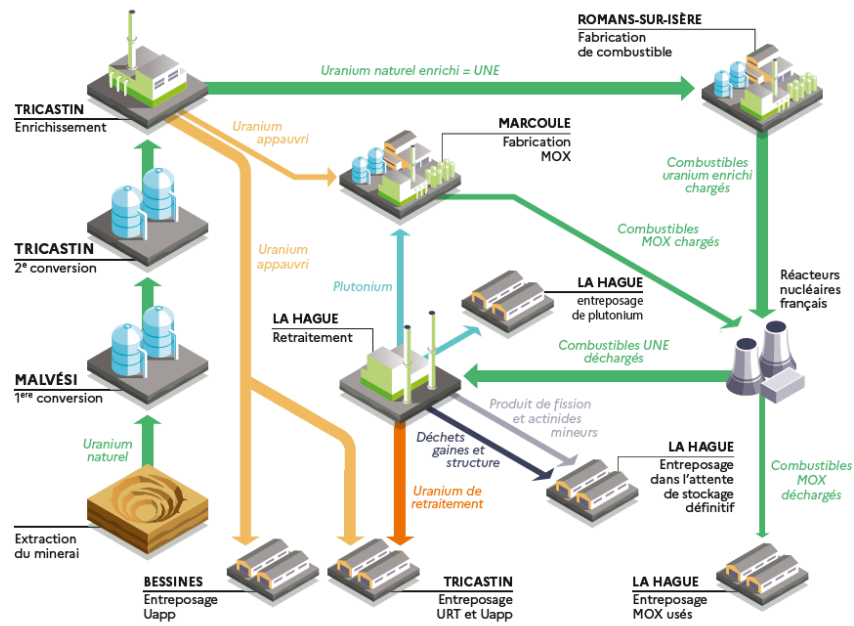 ROMANS-SUR-ISÈRE
Fabrication
de combustible
Uranium naturel enrichi = UNE
TRICASTIN
Enrichissement
Uranium
appauvri
MARCOULE
Fabrication
MOX
Combustibles
uranium enrichi
chargés
Combustibles
MOX chargés
TRICASTIN
2e conversion
Uranium
appauvri
Plutonium
LA HAGUE
entreposage
de plutonium
Réacteurs
nucléaires
français
LA HAGUE
Retraitement
Combustibles UNE
déchargés
MALVÉSI
1ere conversion
Produit de fission
et actinides
mineurs
Déchets
gaines et
structure
Uranium
naturel
LA HAGUE
Entreposage
dans l'attente
de stockage
définitif
Combustibles
MOX
déchargés
Uranium de
retraitement
Extraction
du minerai
BESSINES
Entreposage
Uapp
TRICASTIN
Entreposage
URT et Uapp
LA HAGUE
Entreposage
MOX usés